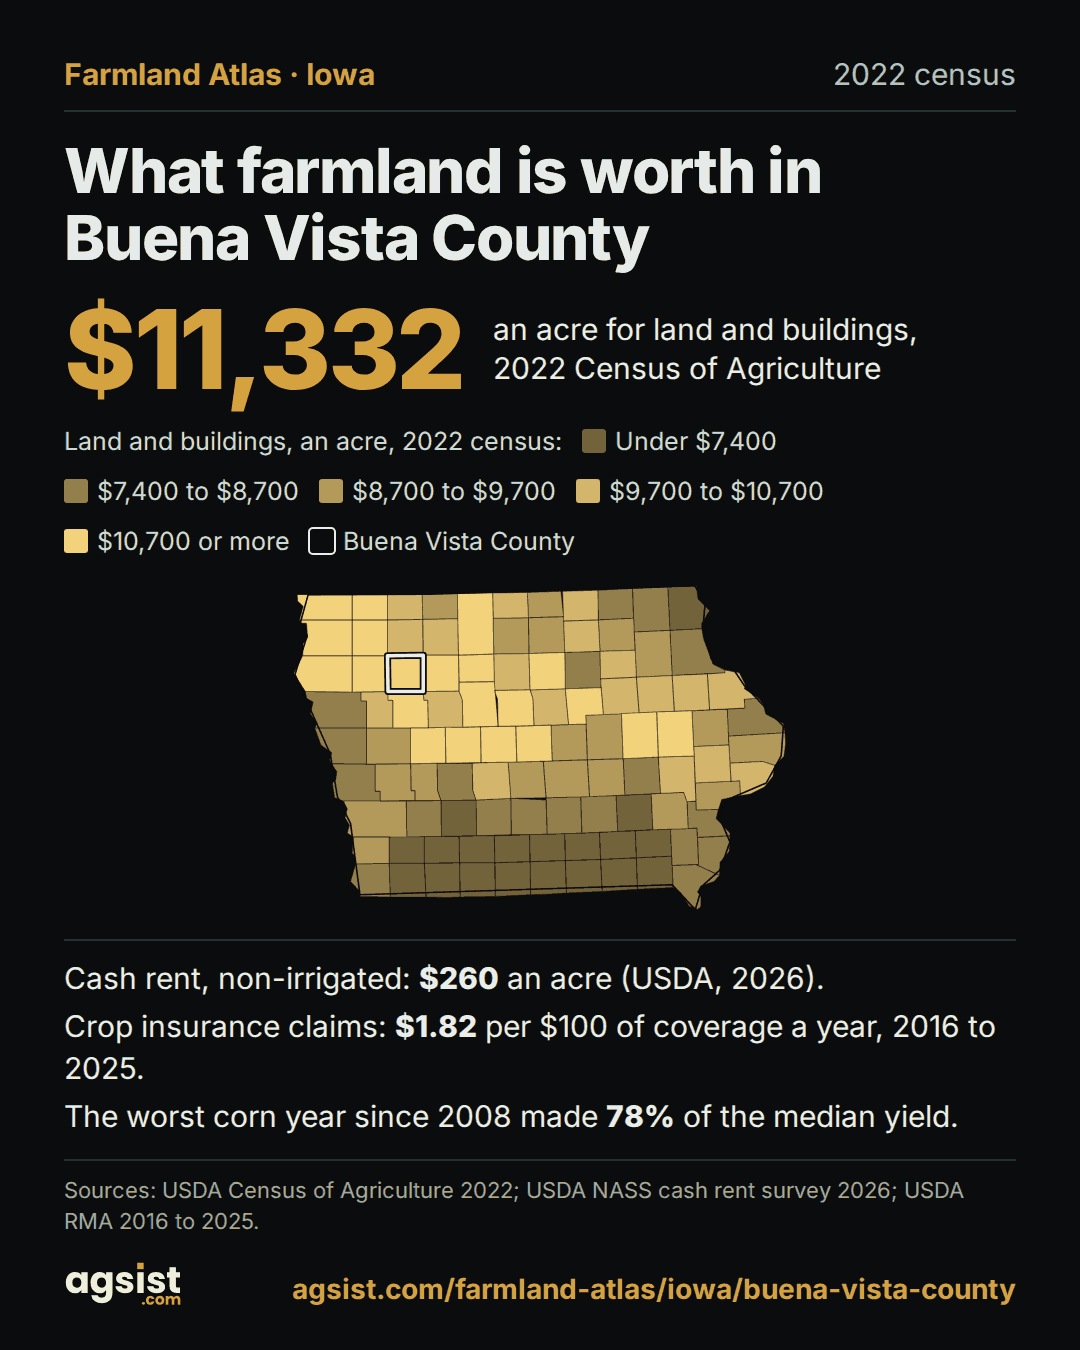 Farmland Atlas · Iowa
2022 census
What farmland is worth in
Buena Vista County
$11,332
an acre for land and buildings,
2022 Census of Agriculture
Land and buildings, an acre, 2022 census: Under $7,400
$7,400 to $8,700 $8,700 to $9,700 $9,700 to $10,700
$10,700 or more Buena Vista County
Cash rent, non-irrigated: $260 an acre (USDA, 2026).
Crop insurance claims: $1.82 per $100 of coverage a year, 2016 to
2025.
The worst corn year since 2008 made 78% of the median yield.
Sources: USDA Census of Agriculture 2022; USDA NASS cash rent survey 2026; USDA
RMA 2016 to 2025.
agsist
.com
agsist.com/farmland-atlas/iowa/buena-vista-county